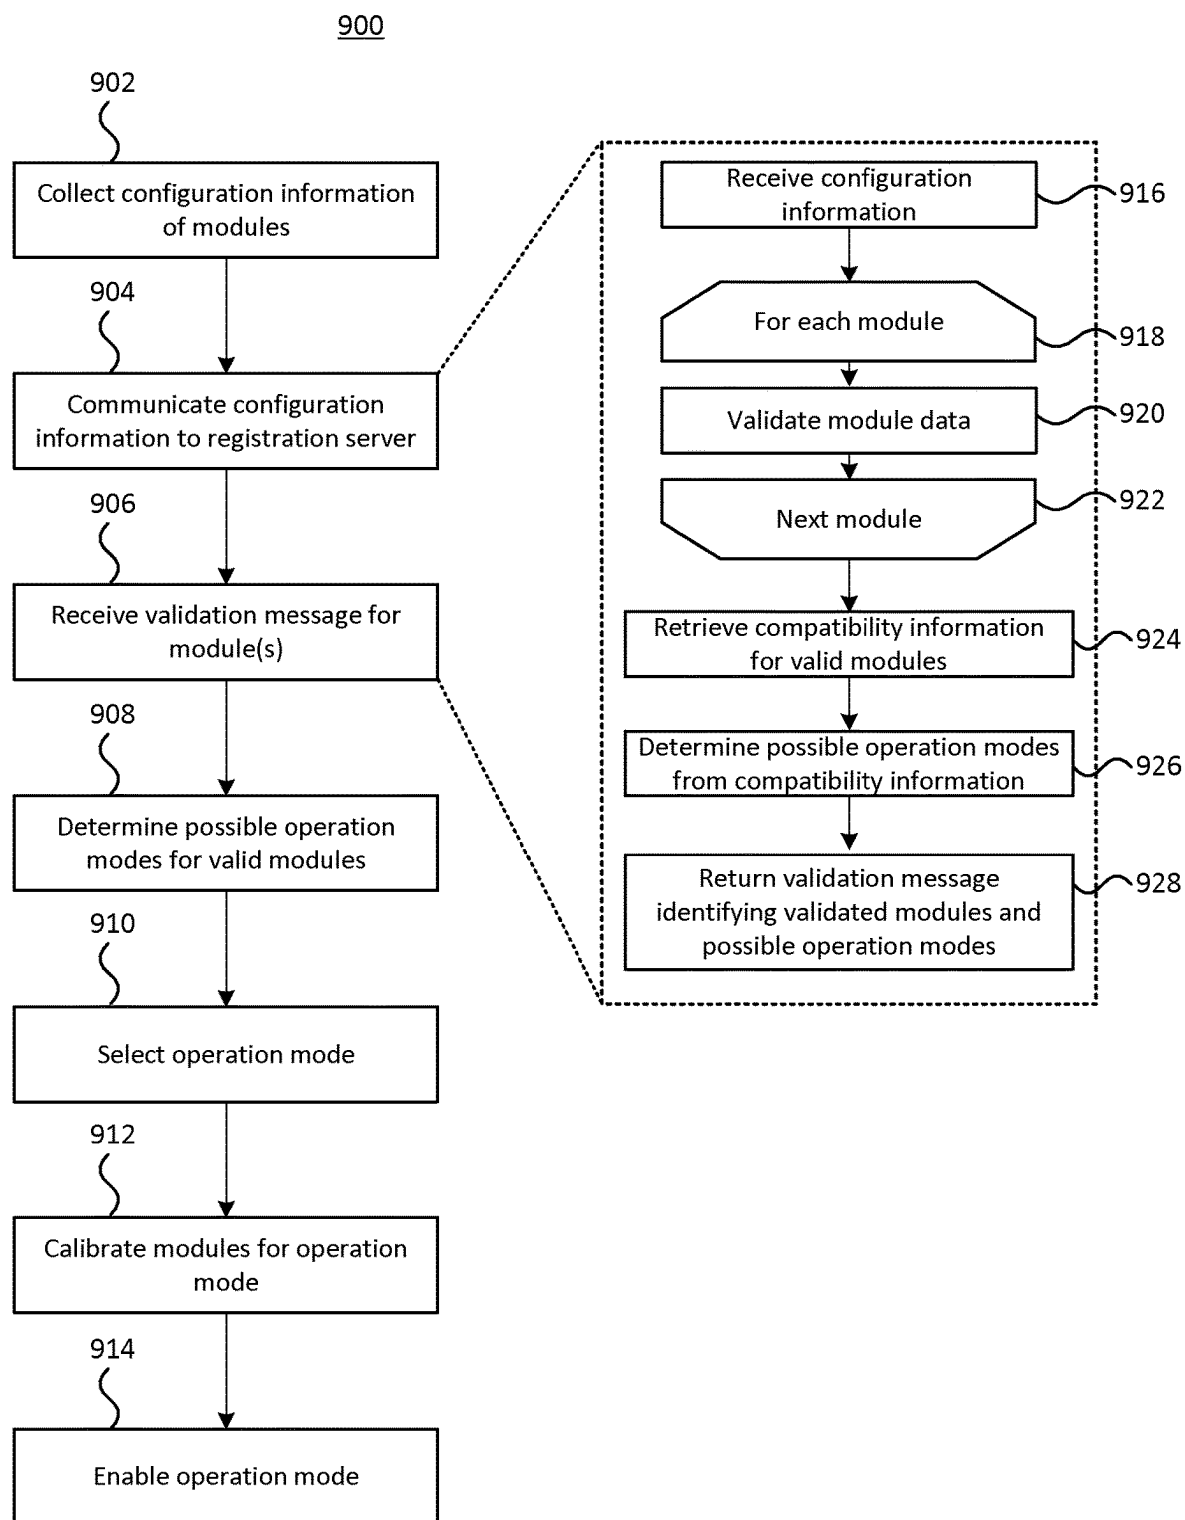 900
902
Collect configuration information
of modules
904
Communicate configuration
information to registration server
906
Receive validation message for
module(s)
908
Determine possible operation
modes for valid modules
910
Select operation mode
912
Calibrate modules for operation
mode
914
Enable operation mode
Receive configuration
information
916
For each module
918
Validate module data
920
Next module
922
Retrieve compatibility information
for valid modules
924
Determine possible operation modes
from compatibility information
926
Return validation message
identifying validated modules and
possible operation modes
928